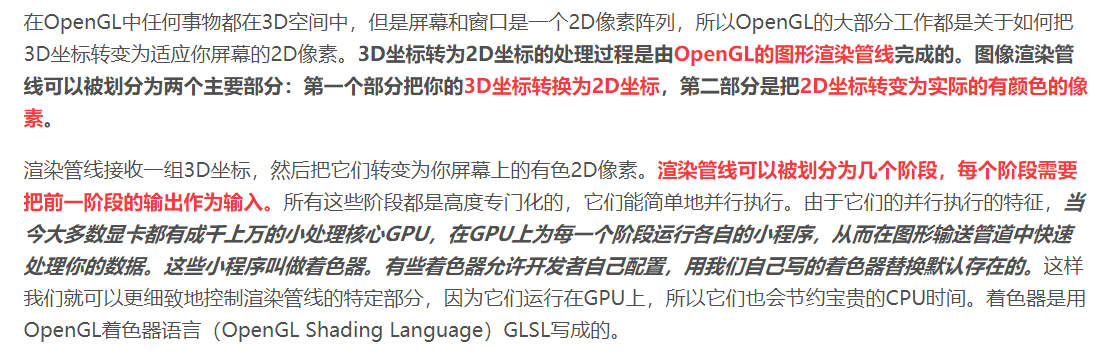 在OpenGL中任何事物都在3D空间中，但是屏幕和窗口是一个2D像素阵列，所以OpenGL的大部分工作都是关于如何把
3D坐标转变为适应你屏幕的2D像素。3D坐标转为2D坐标的处理过程是由OpenGL的图形渲染管线完成的。图像渲染管
线可以被划分为两个主要部分：第一个部分把你的3D坐标转换为2D坐标，第二部分是把2D坐标转变为实际的有颜色的像
素。
渲染管线接收一组3D坐标，然后把它们转变为你屏幕上的有色2D像素。渲染管线可以被划分为几个阶段，每个阶段需要
把前一阶段的输出作为输入。所有这些阶段都是高度专门化的，它们能简单地并行执行。由于它们的并行执行的特征，当
今大多数显卡都有成千上万的小处理核心GPU，在GPU上为每一个阶段运行各自的小程序，从而在图形输送管道中快速
处理你的数据。这些小程序叫做着色器。有些着色器允许开发者自己配置，用我们自己写的着色器替换默认存在的。这样
我们就可以更细致地控制渲染管线的特定部分，因为它们运行在GPU上，所以它们也会节约宝贵的CPU时间。着色器是用
OpenGL着色器语言（OpenGL Shading Language）GLSL写成的。